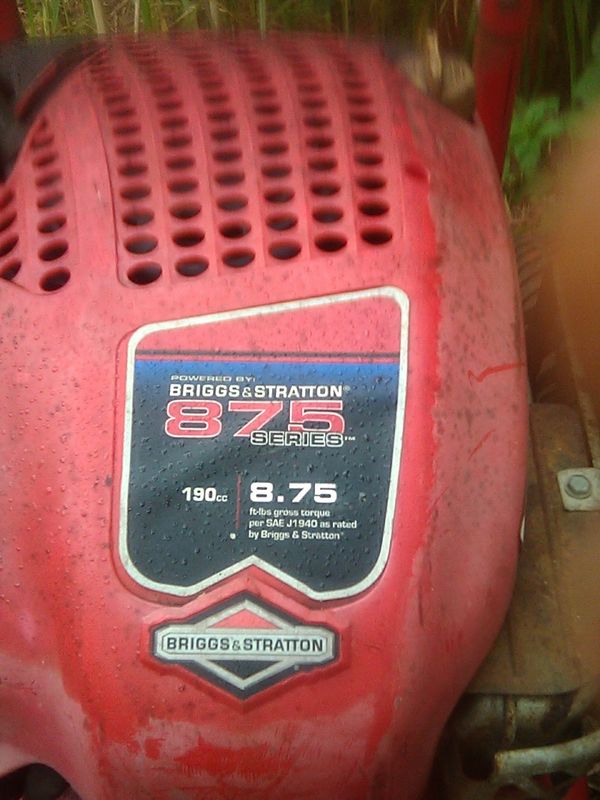 POWERED BY:
BRIGGS & STRATTON®
875
SERIES™
190cc
8.75
ft-lbs gross torque
per SAE J1940 as rated
by Briggs & Stratton™
BRIGGS & STRATTON